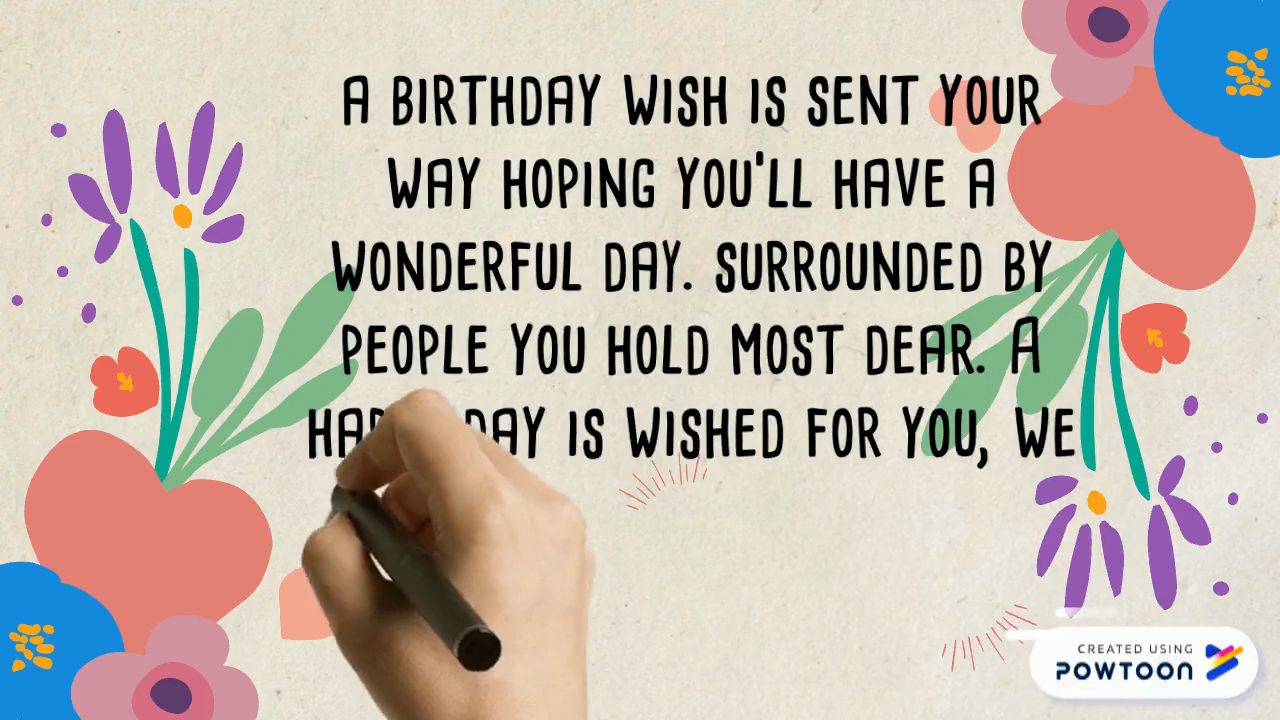 A BIRTHDAY WISH IS SENT YOUR
WAY HOPING YOU'LL HAVE A
WONDERFUL DAY. SURROUNDED BY
PEOPLE YOU HOLD MOST DEAR. A
DAY IS WISHED FOR YOU, WE
CREATED USING
POWTOON